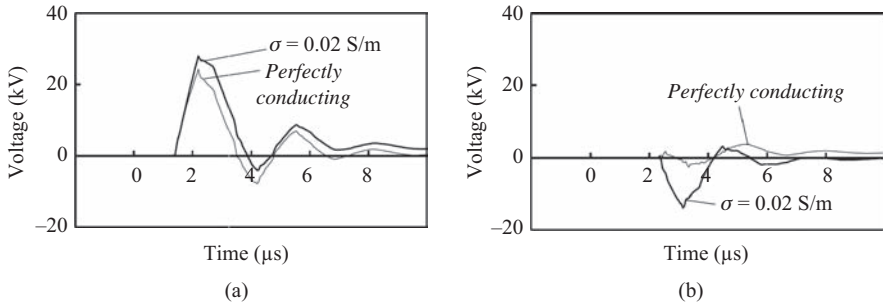 40
σ = 0.02 S/m
20
Perfectly
conducting
Voltage (kV)
0
0 2 4 6 8
–20
Time (µs)
(a)
40
20
Perfectly conducting
Voltage (kV)
0
0 2 4 6 8
σ = 0.02 S/m
–20
Time (µs)
(b)